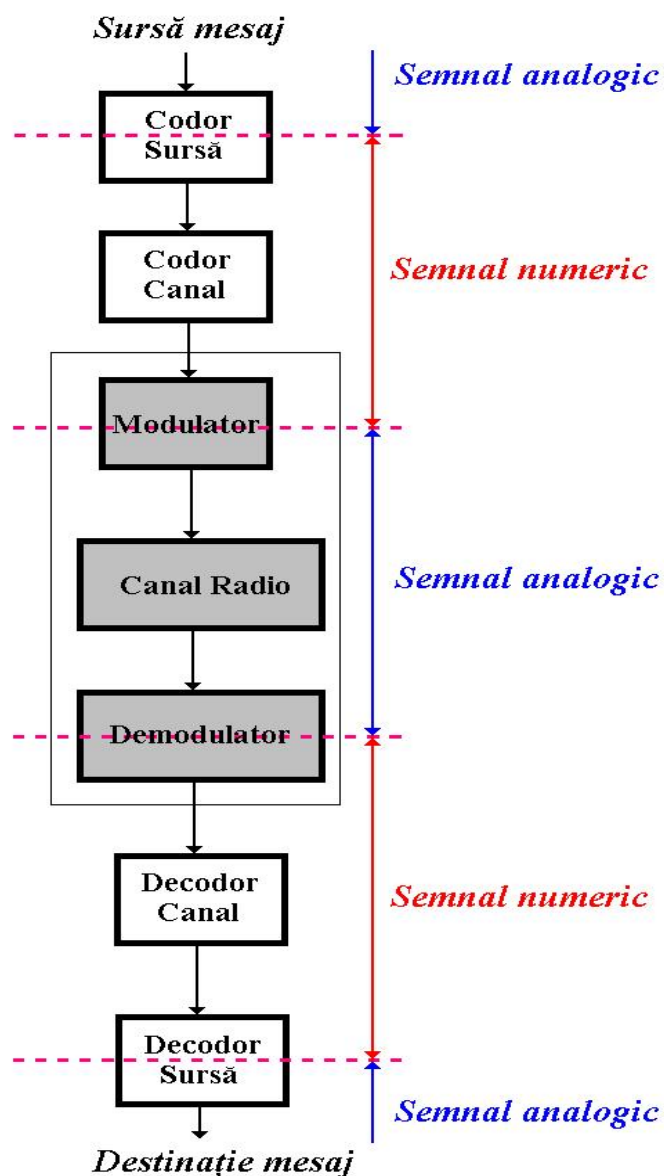 Sursă mesaj
Semnal analogic
Codor
Sursă
Codor
Canal
Semnal numeric
Modulator
Canal Radio
Semnal analogic
Demodulator
Decodor
Canal
Semnal numeric
Decodor
Sursă
Semnal analogic
Destinație mesaj